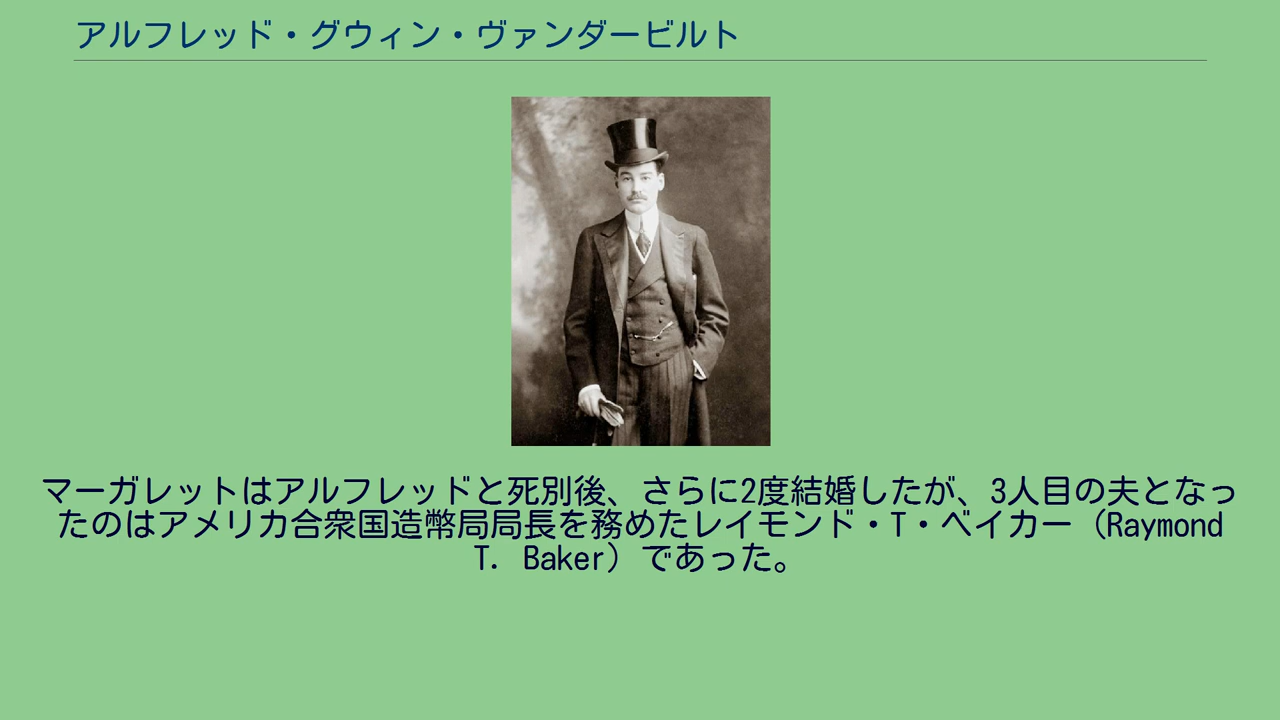 アルフレッド・グウィン・ヴァンダービルト
マーガレットはアルフレッドと死別後、さらに2度結婚したが、3人目の夫となっ
たのはアメリカ合衆国造幣局局長を務めたレイモンド・T・ベイカー（Raymond
T. Baker）であった。